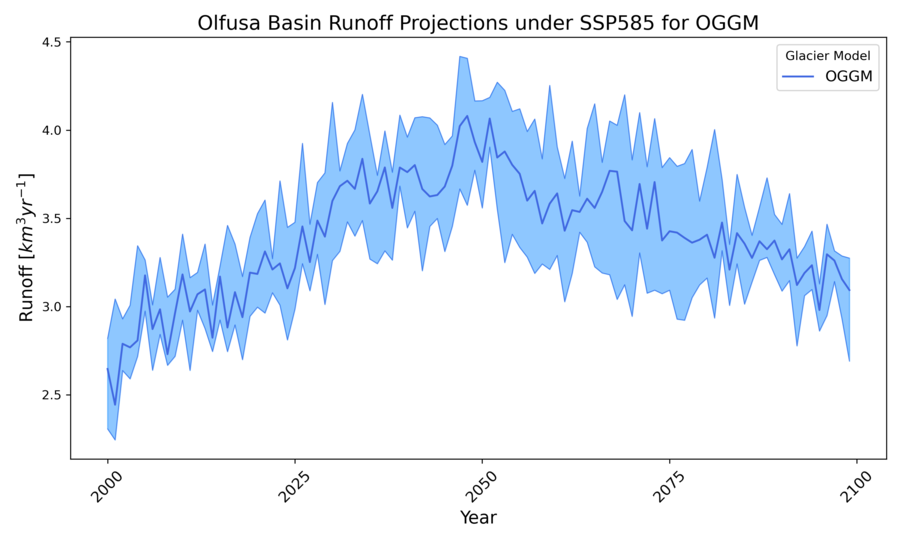 Olfusa Basin Runoff Projections under SSP585 for OGGM
Glacier Model
OGGM
Runoff [km³yr⁻¹]
4.5
4.0
3.5
3.0
2.5
2000
2025
2050
2075
2100
Year